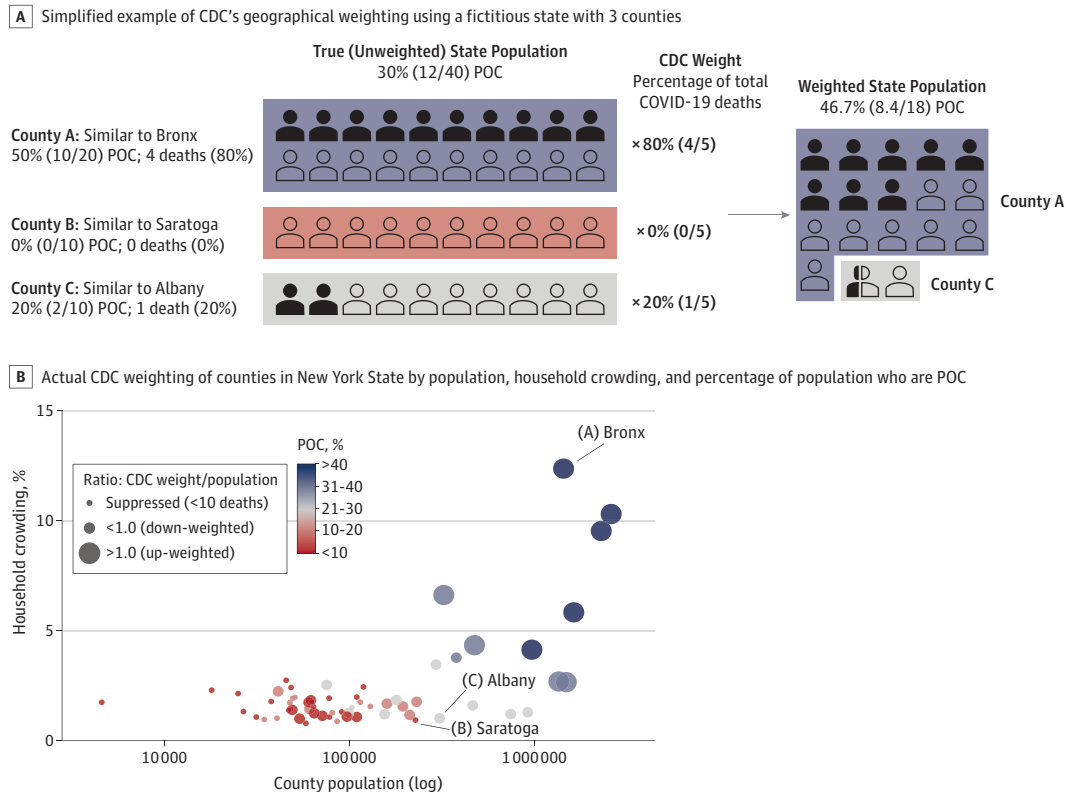 A Simplified example of CDC's geographical weighting using a fictitious state with 3 counties
True (Unweighted) State Population
30% (12/40) POC
CDC Weight
Percentage of total
COVID-19 deaths
Weighted State Population
46.7% (8.4/18) POC
County A: Similar to Bronx
50% (10/20) POC; 4 deaths (80%)
×80% (4/5)
County A
County B: Similar to Saratoga
0% (0/10) POC; 0 deaths (0%)
×0% (0/5)
County C: Similar to Albany
20% (2/10) POC; 1 death (20%)
×20% (1/5)
County C
B Actual CDC weighting of counties in New York State by population, household crowding, and percentage of population who are POC
15
10
5
0
Household crowding, %
Ratio: CDC weight/population
Suppressed (<10 deaths)
<1.0 (down-weighted)
>1.0 (up-weighted)
POC, %
>40
31-40
21-30
10-20
<10
(A) Bronx
(C) Albany
(B) Saratoga
10000
100000
1000000
County population (log)